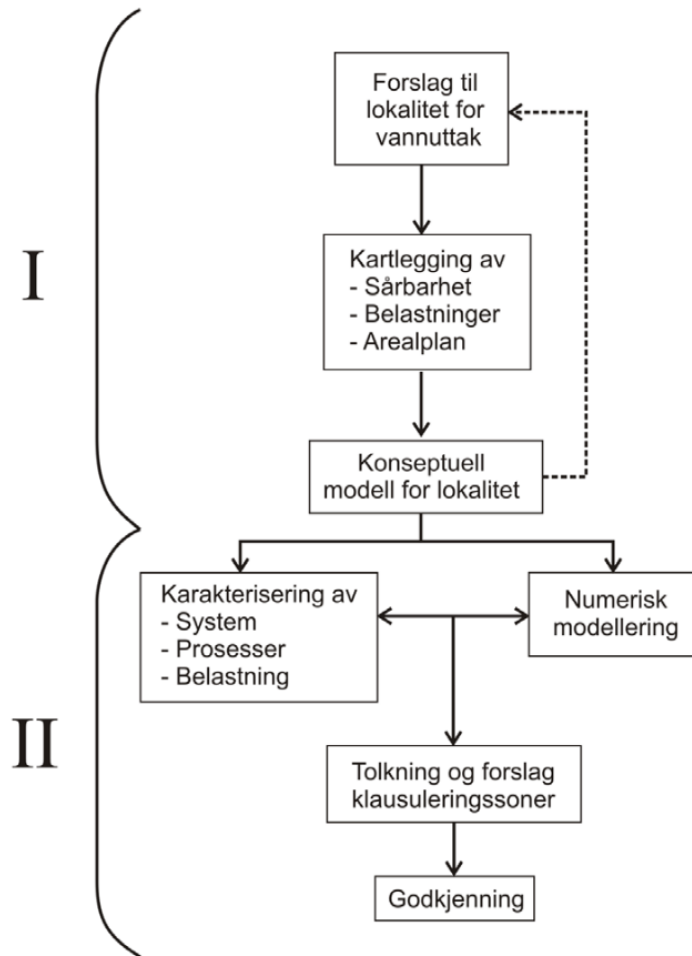 Forslag til
lokalitet for
vannuttak
I
Kartlegging av
- Sårbarhet
- Belastninger
- Arealplan
Konseptuell
modell for lokalitet
Karakterisering av
- System
- Prosesser
- Belastning
Numerisk
modellering
II
Tolkning og forslag
klausuleringssoner
Godkjenning